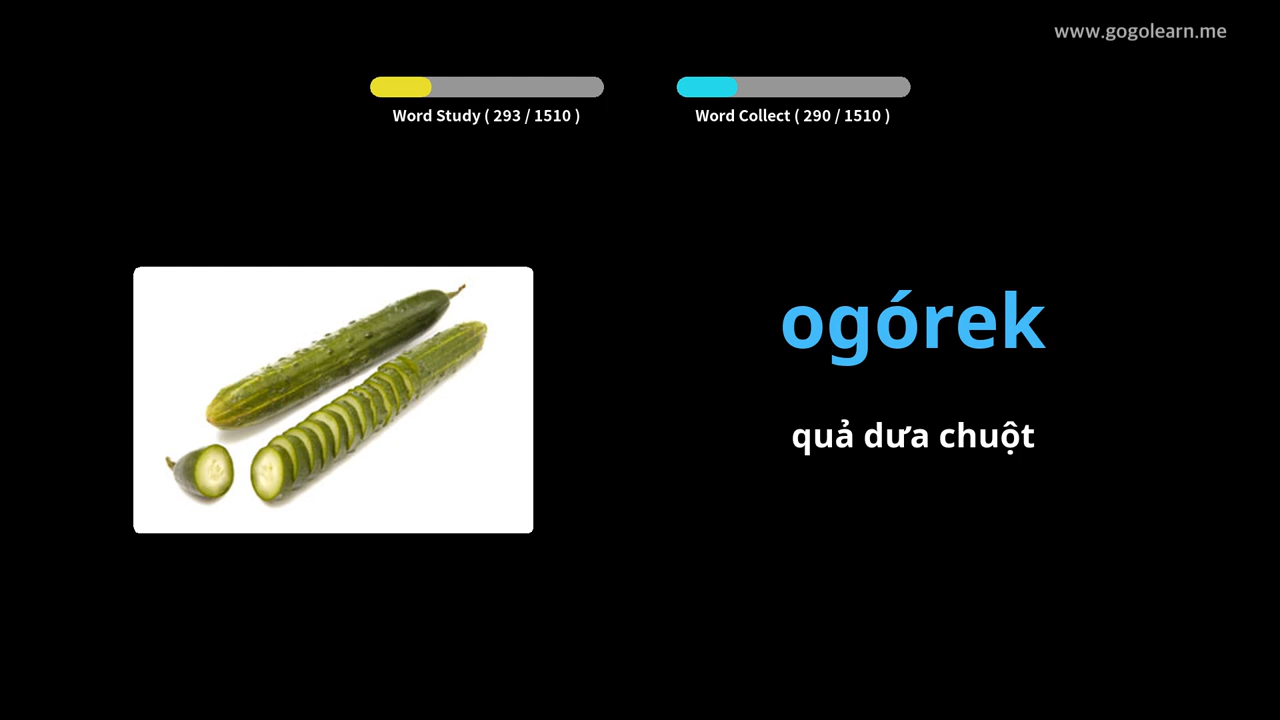 www.gogolearn.me
Word Study ( 293 / 1510 )
Word Collect ( 290 / 1510 )
ogórek
quả dưa chuột